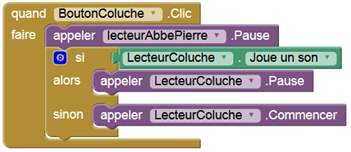 quand BoutonColuche .Clic
faire appeler lecteurAbbePierre .Pause
si LecteurColuche . Joue un son
alors appeler LecteurColuche .Pause
sinon appeler LecteurColuche .Commencer